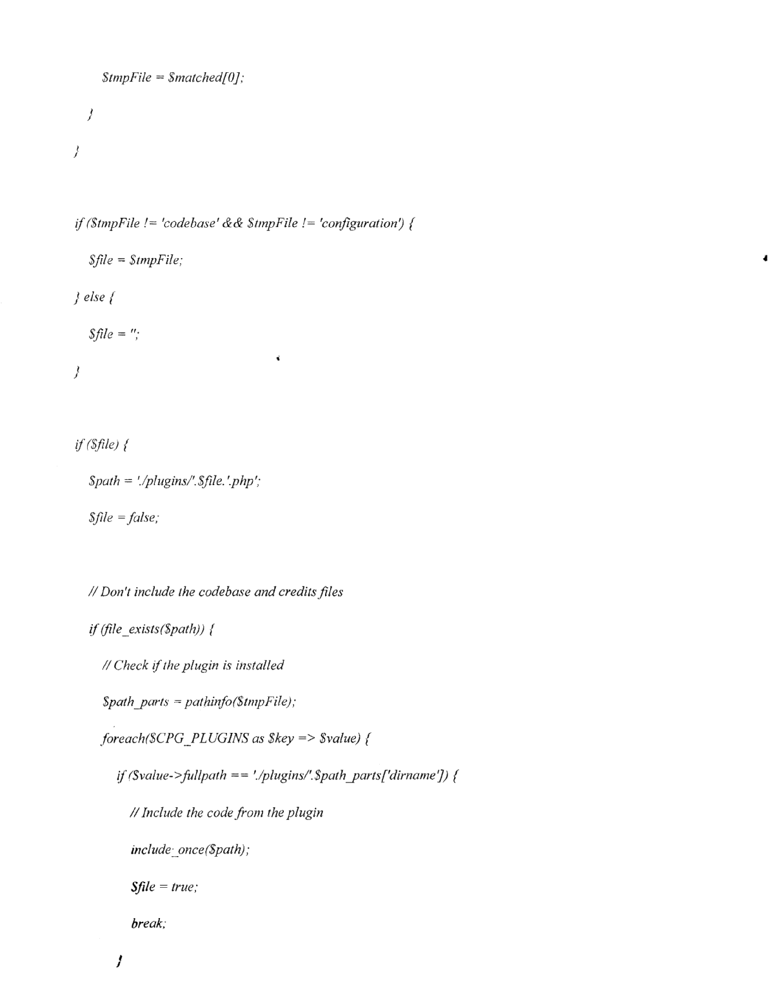 $tmpFile = $matched[0];
}
}
if ($tmpFile != 'codebase' && $tmpFile != 'configuration') {
$file = $tmpFile;
} else {
$file = '';
}
if ($file) {
$path = './plugins/'.$file.'.php';
$file = false;
// Don't include the codebase and credits files
if (file_exists($path)) {
// Check if the plugin is installed
$path_parts = pathinfo($tmpFile);
foreach($CPG_PLUGINS as $key => $value) {
if ($value->fullpath == './plugins/'.$path_parts['dirname']) {
// Include the code from the plugin
include_once($path);
$file = true;
break;
}